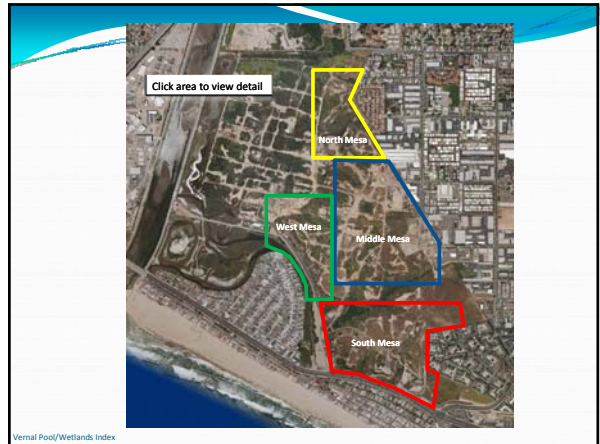 Click area to view detail
North Mesa
West Mesa
Middle Mesa
South Mesa
Vernal Pool/Wetlands Index